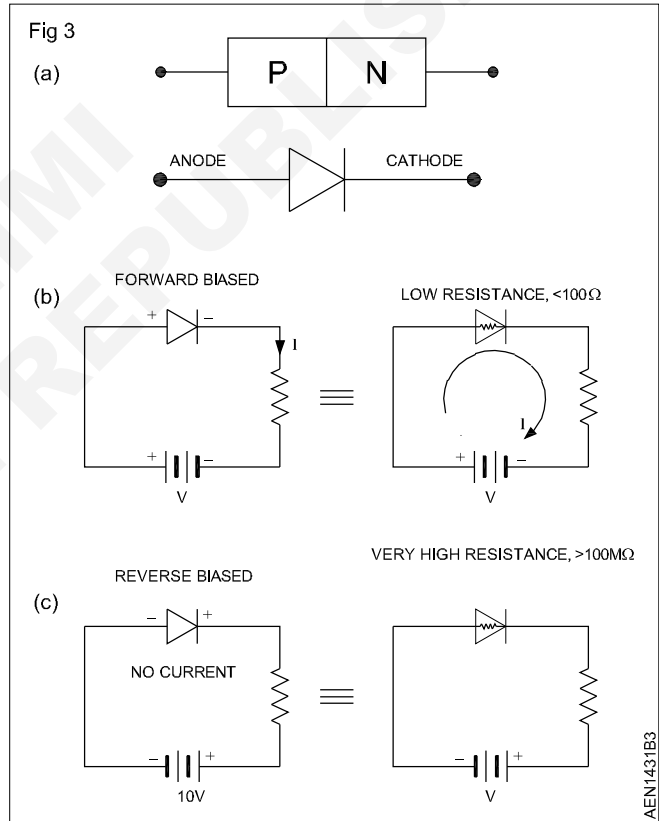 Fig 3
(a)
P N
ANODE CATHODE
FORWARD BIASED
(b)
LOW RESISTANCE, <100Ω
+ −
I
I
+ −
V
+ −
V
VERY HIGH RESISTANCE, >100MΩ
REVERSE BIASED
(c)
− +
NO CURRENT
− +
10V
− +
V
AEN1431B3